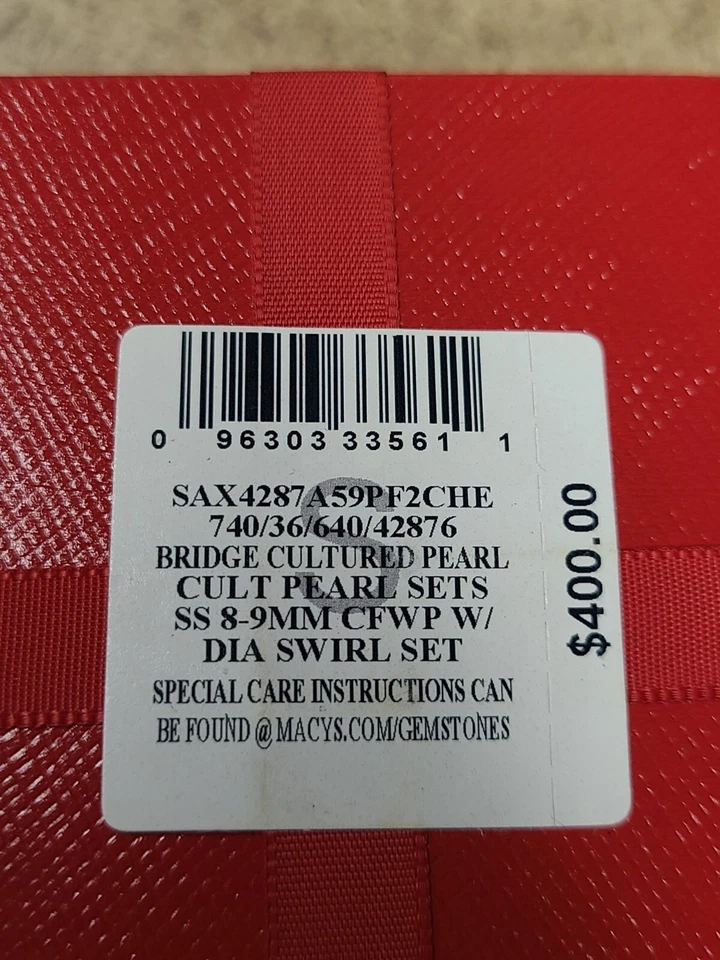 0 96303 33561 1
SAX4287A59PF2CHE
740/36/640/42876
BRIDGE CULTURED PEARL
CULT PEARL SETS
SS 8-9MM CFWP W/
DIA SWIRL SET
SPECIAL CARE INSTRUCTIONS CAN
BE FOUND @ MACYS.COM/GEMSTONES
S
$400.00